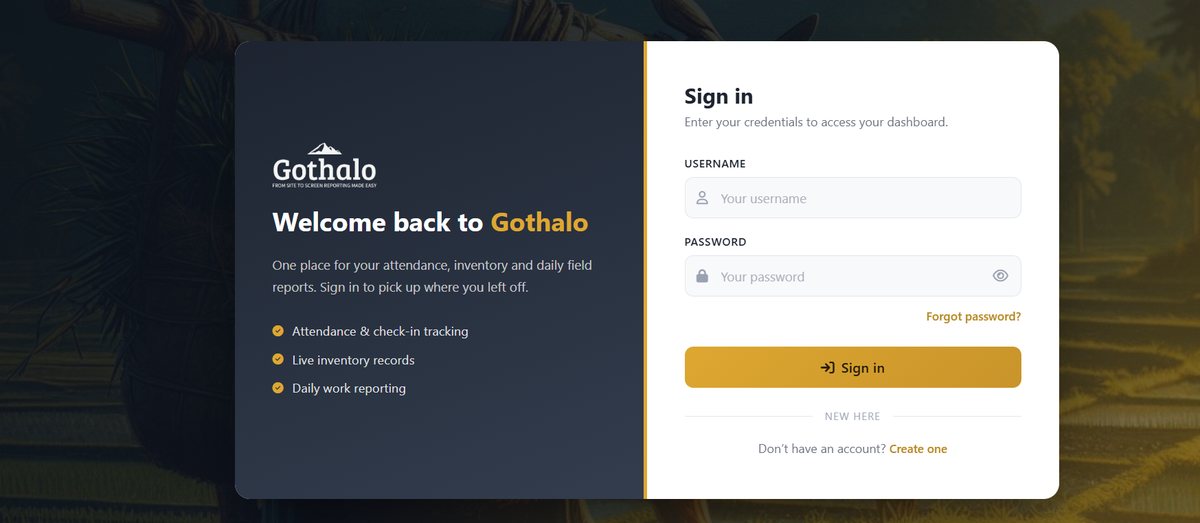 Gothalo
FROM SITE TO SCREEN REPORTING MADE EASY
Welcome back to Gothalo
One place for your attendance, inventory and daily field
reports. Sign in to pick up where you left off.
Attendance & check-in tracking
Live inventory records
Daily work reporting
Sign in
Enter your credentials to access your dashboard.
USERNAME
Your username
PASSWORD
Your password
Forgot password?
Sign in
NEW HERE
Don't have an account? Create one